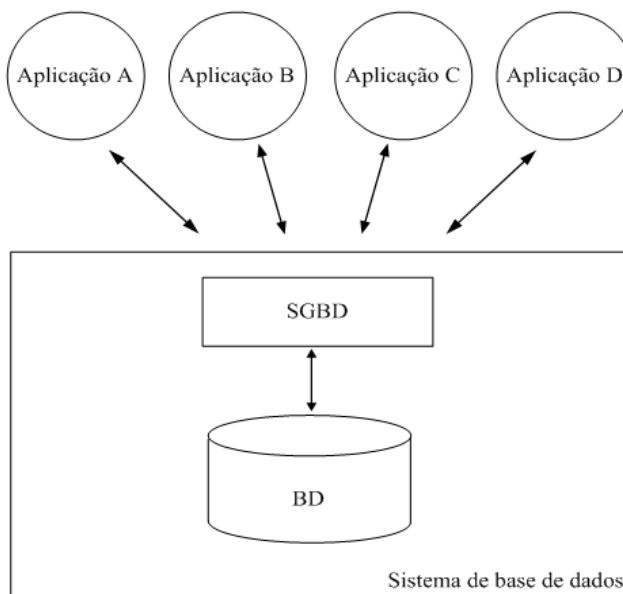 Aplicação A
Aplicação B
Aplicação C
Aplicação D
SGBD
BD
Sistema de base de dados